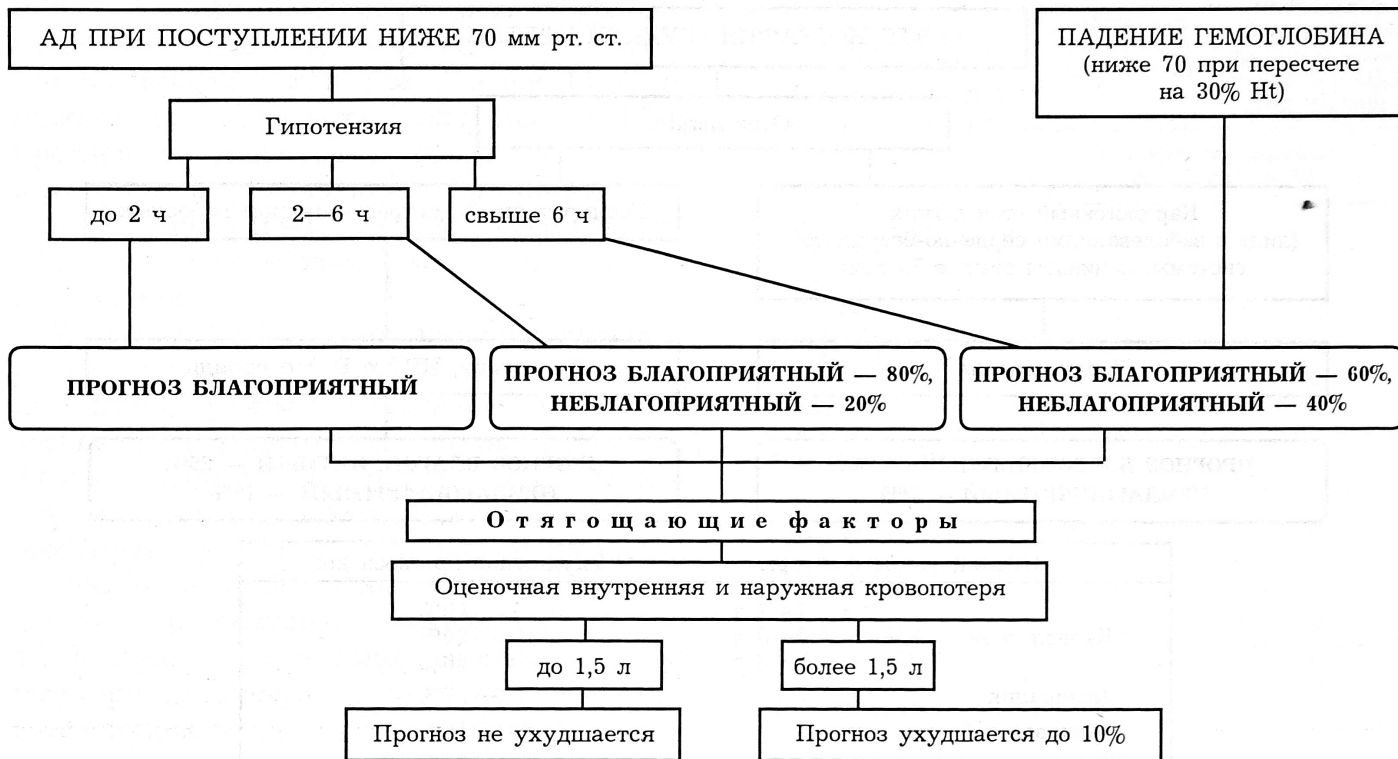 АД ПРИ ПОСТУПЛЕНИИ НИЖЕ 70 мм рт. ст.
ПАДЕНИЕ ГЕМОГЛОБИНА
(ниже 70 при пересчете
на 30% Ht)
Гипотензия
до 2 ч
2—6 ч
свыше 6 ч
ПРОГНОЗ БЛАГОПРИЯТНЫЙ
ПРОГНОЗ БЛАГОПРИЯТНЫЙ — 80%,
НЕБЛАГОПРИЯТНЫЙ — 20%
ПРОГНОЗ БЛАГОПРИЯТНЫЙ — 60%,
НЕБЛАГОПРИЯТНЫЙ — 40%
Отягощающие факторы
Оценочная внутренняя и наружная кровопотеря
до 1,5 л
более 1,5 л
Прогноз не ухудшается
Прогноз ухудшается до 10%